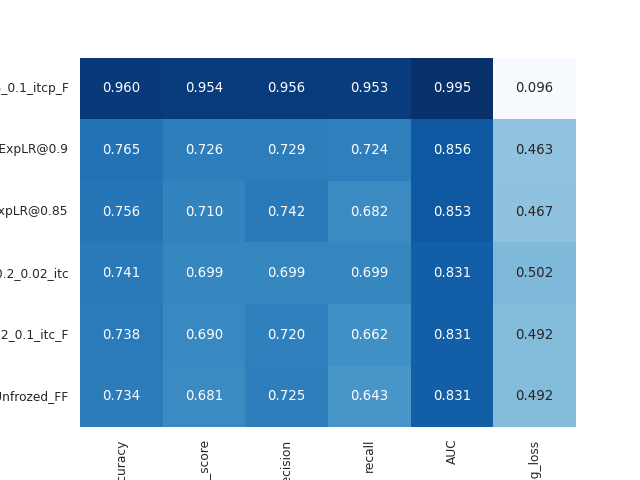 _0.1_itcp_F 0.960 0.954 0.956 0.953 0.995 0.096
ExpLR@0.9 0.765 0.726 0.729 0.724 0.856 0.463
xpLR@0.85 0.756 0.710 0.742 0.682 0.853 0.467
0.2_0.02_itc 0.741 0.699 0.699 0.699 0.831 0.502
2_0.1_itc_F 0.738 0.690 0.720 0.662 0.831 0.492
Unfrozed_FF 0.734 0.681 0.725 0.643 0.831 0.492
curacy _score ecision recall AUC g_loss